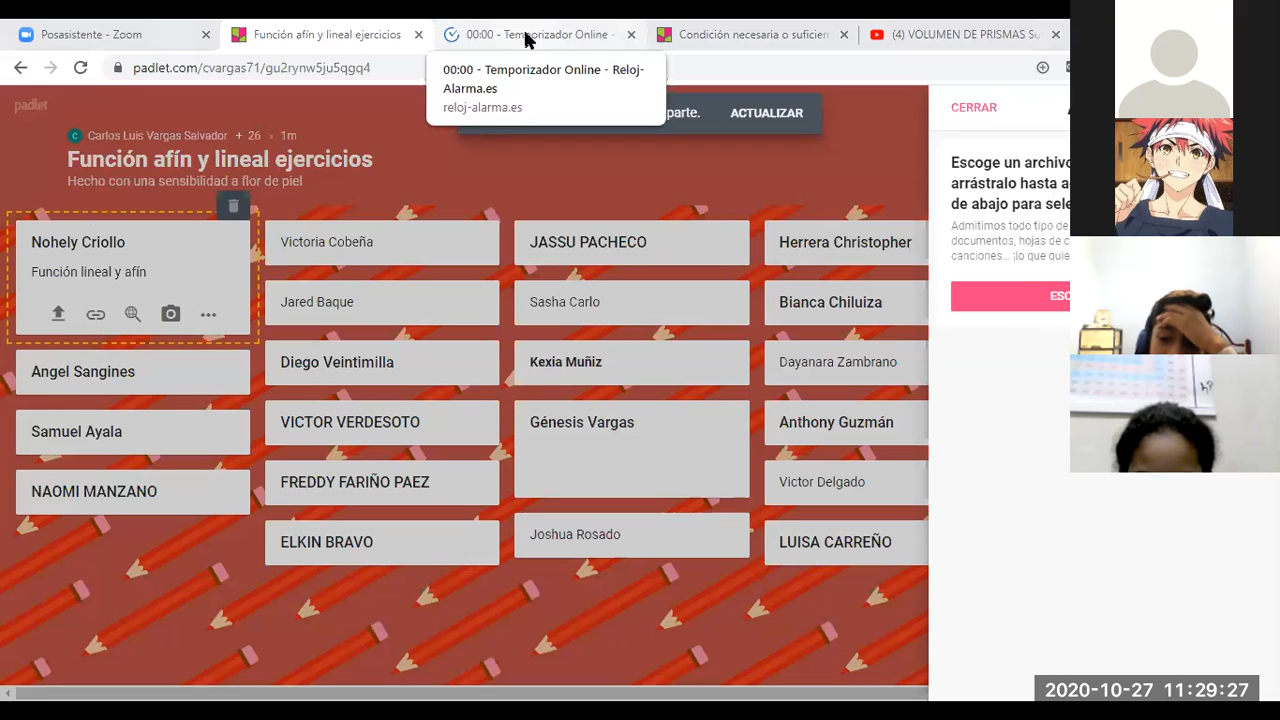 Posasistente - Zoom
Función afín y lineal ejercicios
00:00 - Temporizador Online -
Condición necesaria o suficien
(4) VOLUMEN DE PRISMAS Su
padlet.com/cvargas71/gu2rynw5ju5qgq4
00:00 - Temporizador Online - Reloj-
Alarma.es
reloj-alarma.es
padlet
parte.
ACTUALIZAR
CERRAR
Carlos Luis Vargas Salvador + 26 • 1m
Función afín y lineal ejercicios
Hecho con una sensibilidad a flor de piel
Escoge un archivo
arrástralo hasta a
de abajo para sele
Admitimos todo tipo de
documentos, hojas de c
canciones... ¡lo que quie
ESC
Nohely Criollo
Función lineal y afín
Angel Sangines
Samuel Ayala
NAOMI MANZANO
Victoria Cobeña
Jared Baque
Diego Veintimilla
VICTOR VERDESOTO
FREDDY FARIÑO PAEZ
ELKIN BRAVO
JASSU PACHECO
Sasha Carlo
Kexia Muñiz
Génesis Vargas
Joshua Rosado
Herrera Christopher
Bianca Chiluiza
Dayanara Zambrano
Anthony Guzmán
Victor Delgado
LUISA CARREÑO
2020-10-27 11:29:27